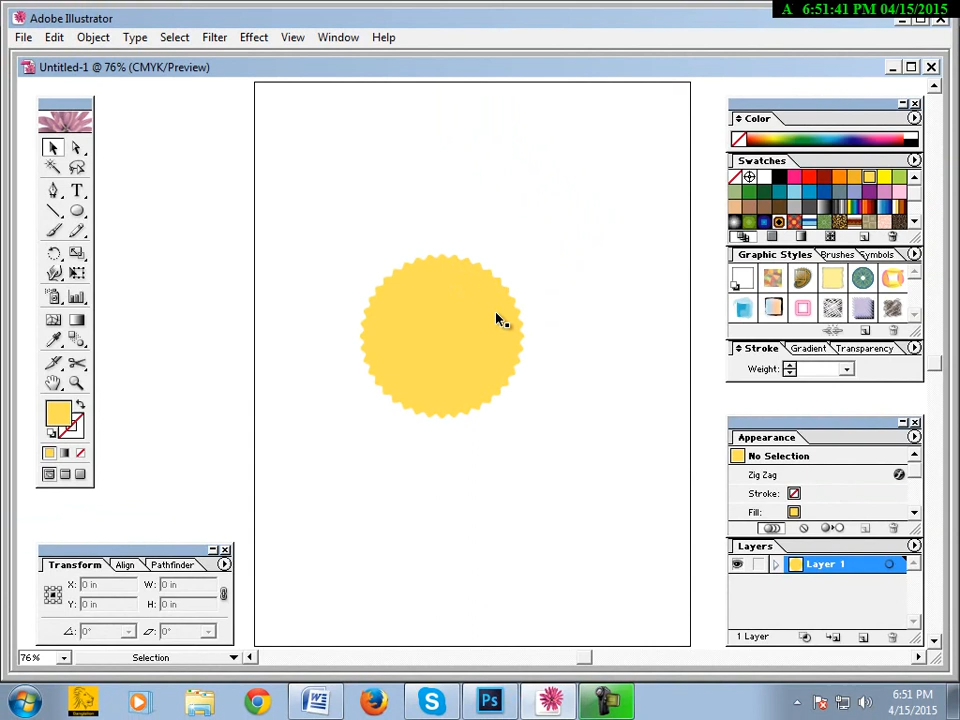 A 6:51:41 PM 04/15/2015
Adobe Illustrator
File Edit Object Type Select Filter Effect View Window Help
Untitled-1 @ 76% (CMYK/Preview)
Color
Swatches
Graphic Styles Brushes Symbols
Stroke Gradient Transparency
Weight:
Appearance
No Selection
Zig Zag
Stroke:
Fill:
Layers
Layer 1
1 Layer
Transform Align Pathfinder
X: 0 in W: 0 in
Y: 0 in H: 0 in
0° 0°
76% Selection
T
W
S
Ps
6:51 PM
4/15/2015